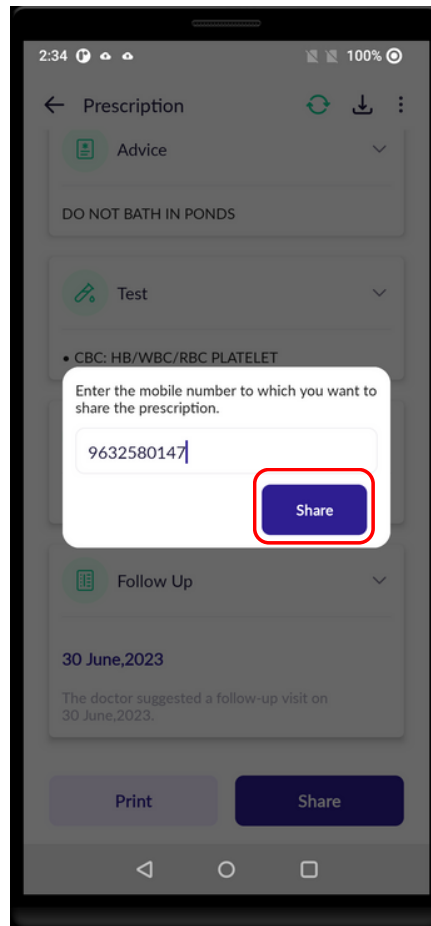 2:34 100%
Prescription
Advice
DO NOT BATH IN PONDS
Test
• CBC: HB/WBC/RBC PLATELET
Enter the mobile number to which you want to
share the prescription.
9632580147
Share
Follow Up
30 June,2023
The doctor suggested a follow-up visit on
30 June,2023.
Print Share